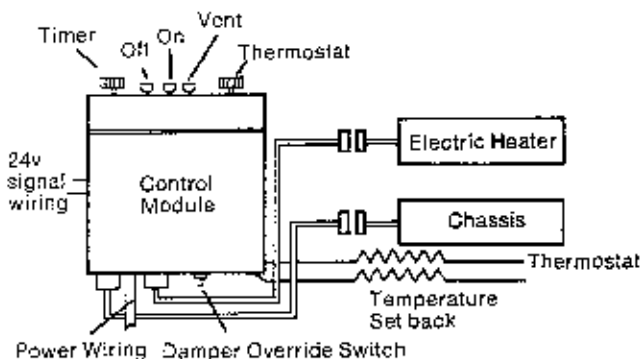 Vent
On
Off
Timer
Thermostat
Electric Heater
24v
signal
wiring
Control
Module
Chassis
Thermostat
Temperature
Set back
Power Wiring
Damper Override Switch